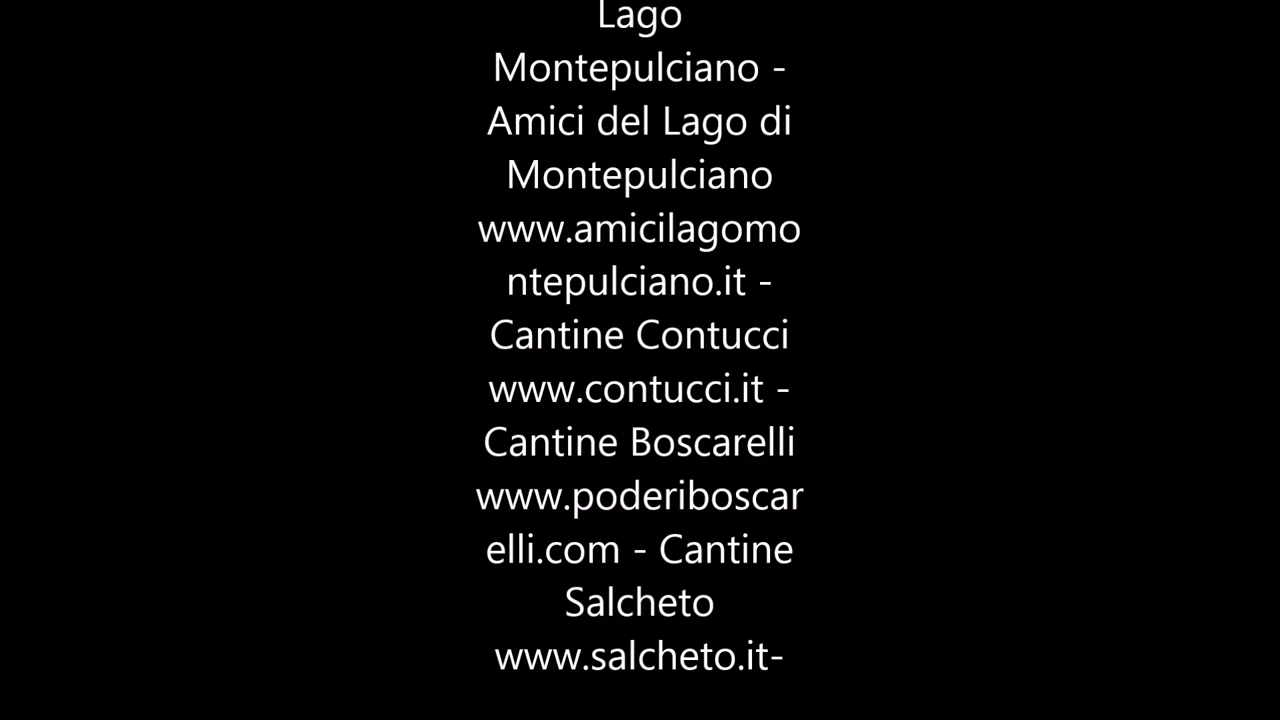 Lago
Montepulciano -
Amici del Lago di
Montepulciano
www.amicilagomo
ntepulciano.it -
Cantine Contucci
www.contucci.it -
Cantine Boscarelli
www.poderiboscar
elli.com - Cantine
Salcheto
www.salcheto.it-